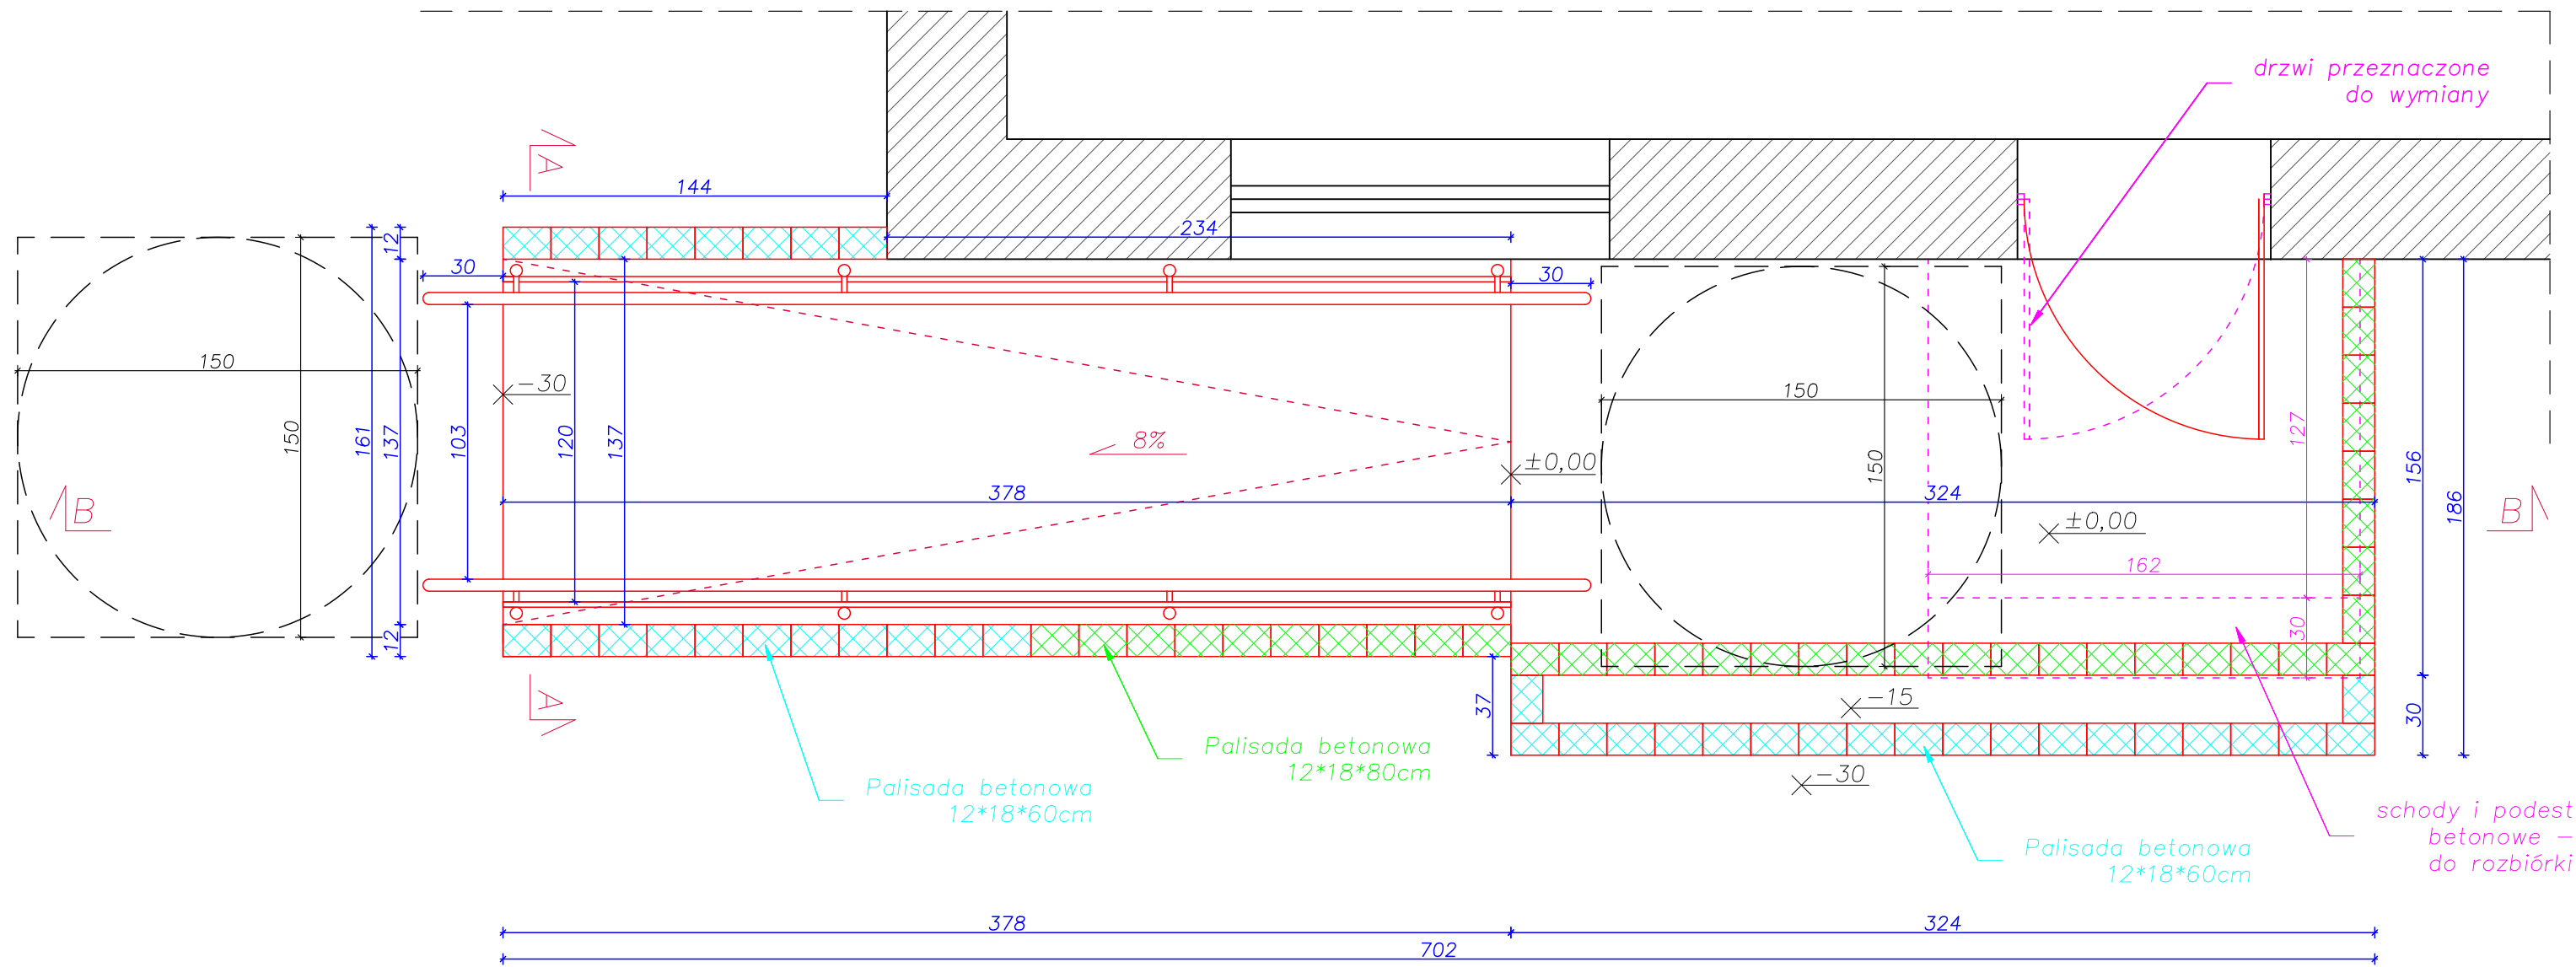 drzwi przeznaczone
do wymiany
A
144
234
12
30
30
150
150
161
137
103
120
137
-30
8%
±0,00
378
150
150
324
±0,00
127
162
30
156
186
B
B
12
A
37
-15
30
-30
Palisada betonowa
12*18*80cm
Palisada betonowa
12*18*60cm
Palisada betonowa
12*18*60cm
schody i podest
betonowe -
do rozbiórki
378
324
702